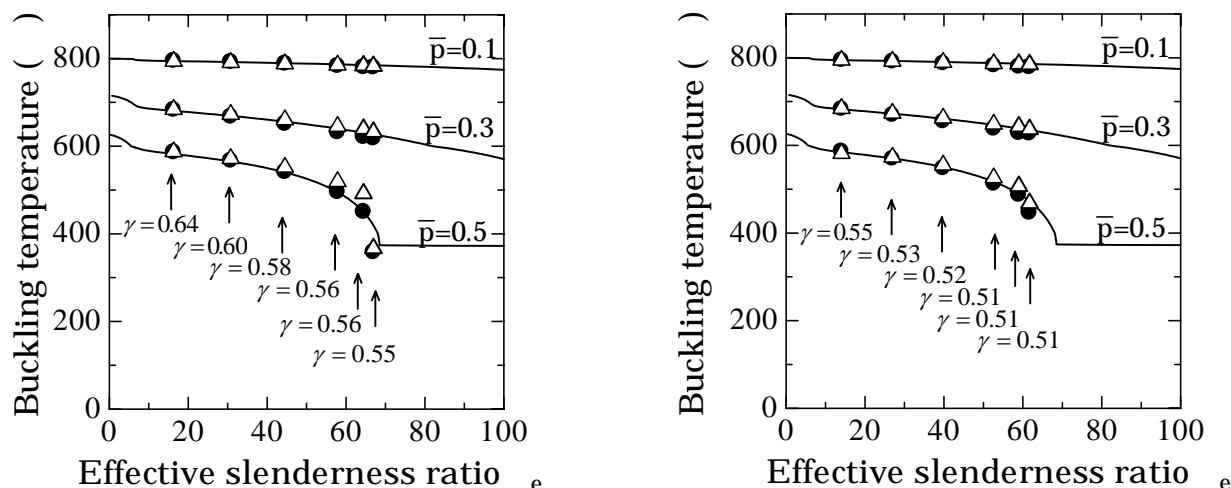 Buckling temperature ( )
800
600
400
200
0
p̅=0.1
p̅=0.3
p̅=0.5
γ = 0.64
γ = 0.60
γ = 0.58
γ = 0.56
γ = 0.56
γ = 0.55
0 20 40 60 80 100
Effective slenderness ratio e
Buckling temperature ( )
800
600
400
200
0
p̅=0.1
p̅=0.3
p̅=0.5
γ = 0.55
γ = 0.53
γ = 0.52
γ = 0.51
γ = 0.51
γ = 0.51
0 20 40 60 80 100
Effective slenderness ratio e